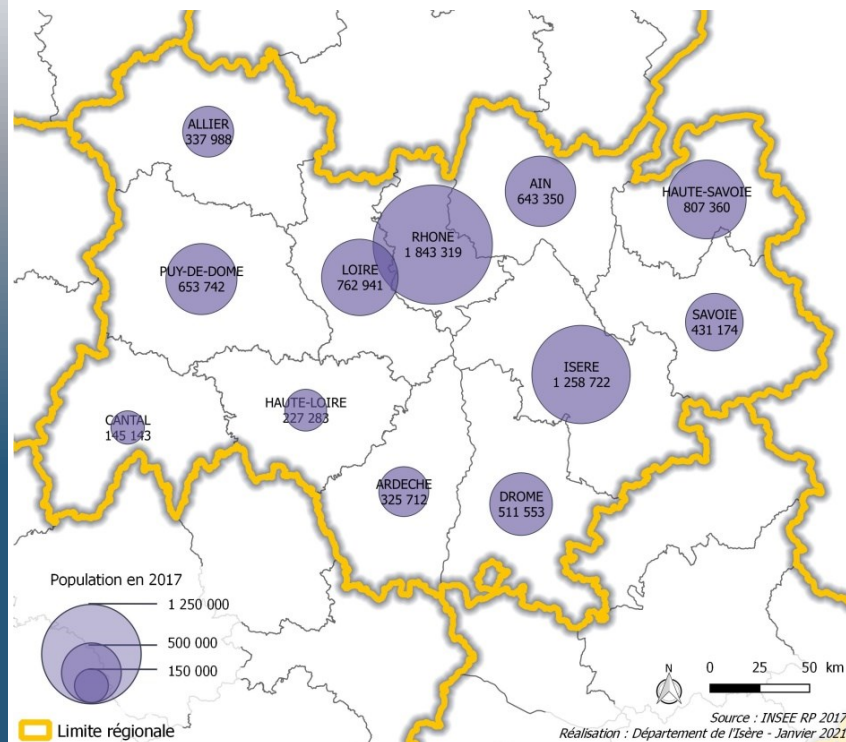 ALLIER
337 988
AIN
643 350
HAUTE-SAVOIE
807 360
RHONE
1 843 319
PUY-DE-DOME
653 742
LOIRE
762 941
SAVOIE
431 174
ISERE
1 258 722
HAUTE-LOIRE
227 283
CANTAL
145 143
ARDECHE
325 712
DROME
511 553
Population en 2017
1 250 000
500 000
150 000
Limite régionale
N
0 25 50 km
Source : INSEE RP 2017
Réalisation : Département de l'Isère - Janvier 2021